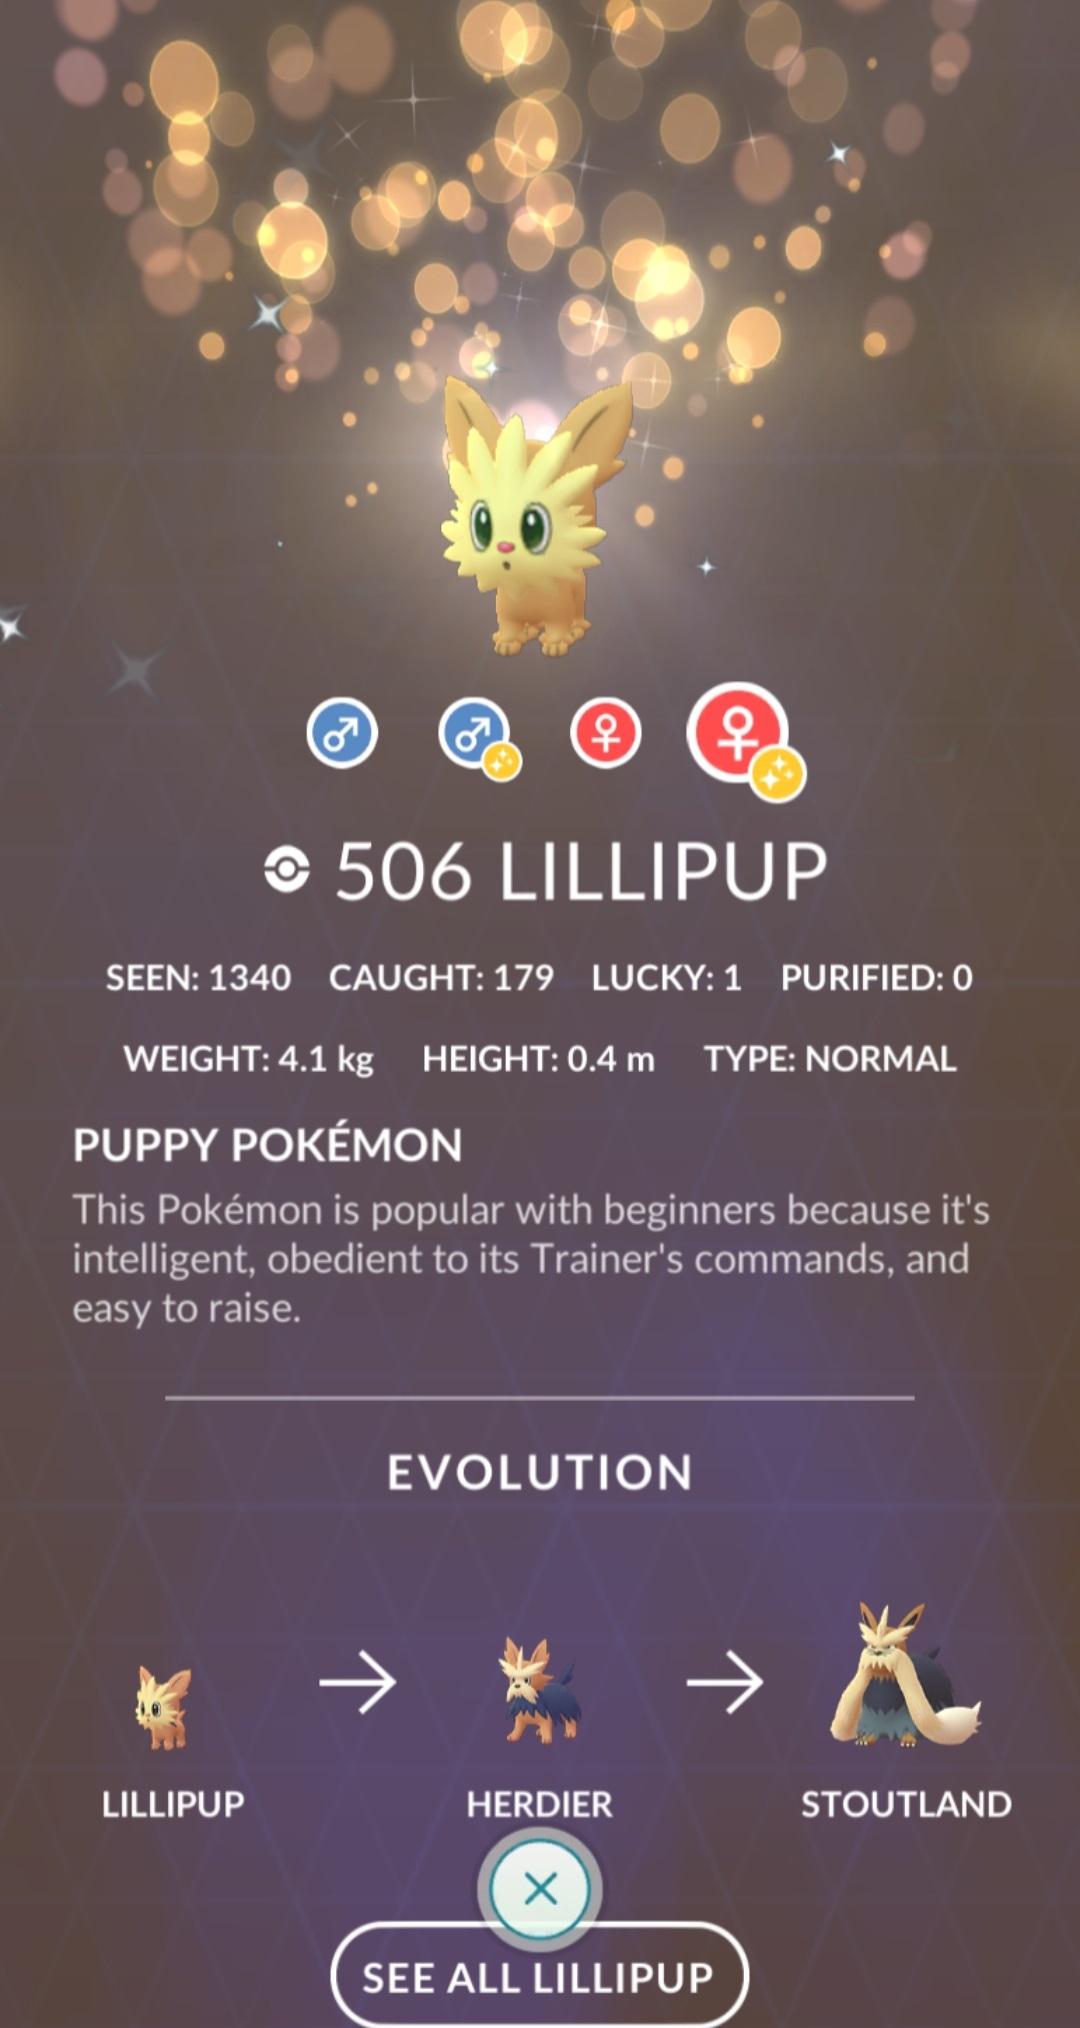 506 LILLIPUP
SEEN: 1340 CAUGHT: 179 LUCKY: 1 PURIFIED: 0
WEIGHT: 4.1 kg HEIGHT: 0.4 m TYPE: NORMAL
PUPPY POKÉMON
This Pokémon is popular with beginners because it's
intelligent, obedient to its Trainer's commands, and
easy to raise.
EVOLUTION
LILLIPUP HERDIER STOUTLAND
SEE ALL LILLIPUP